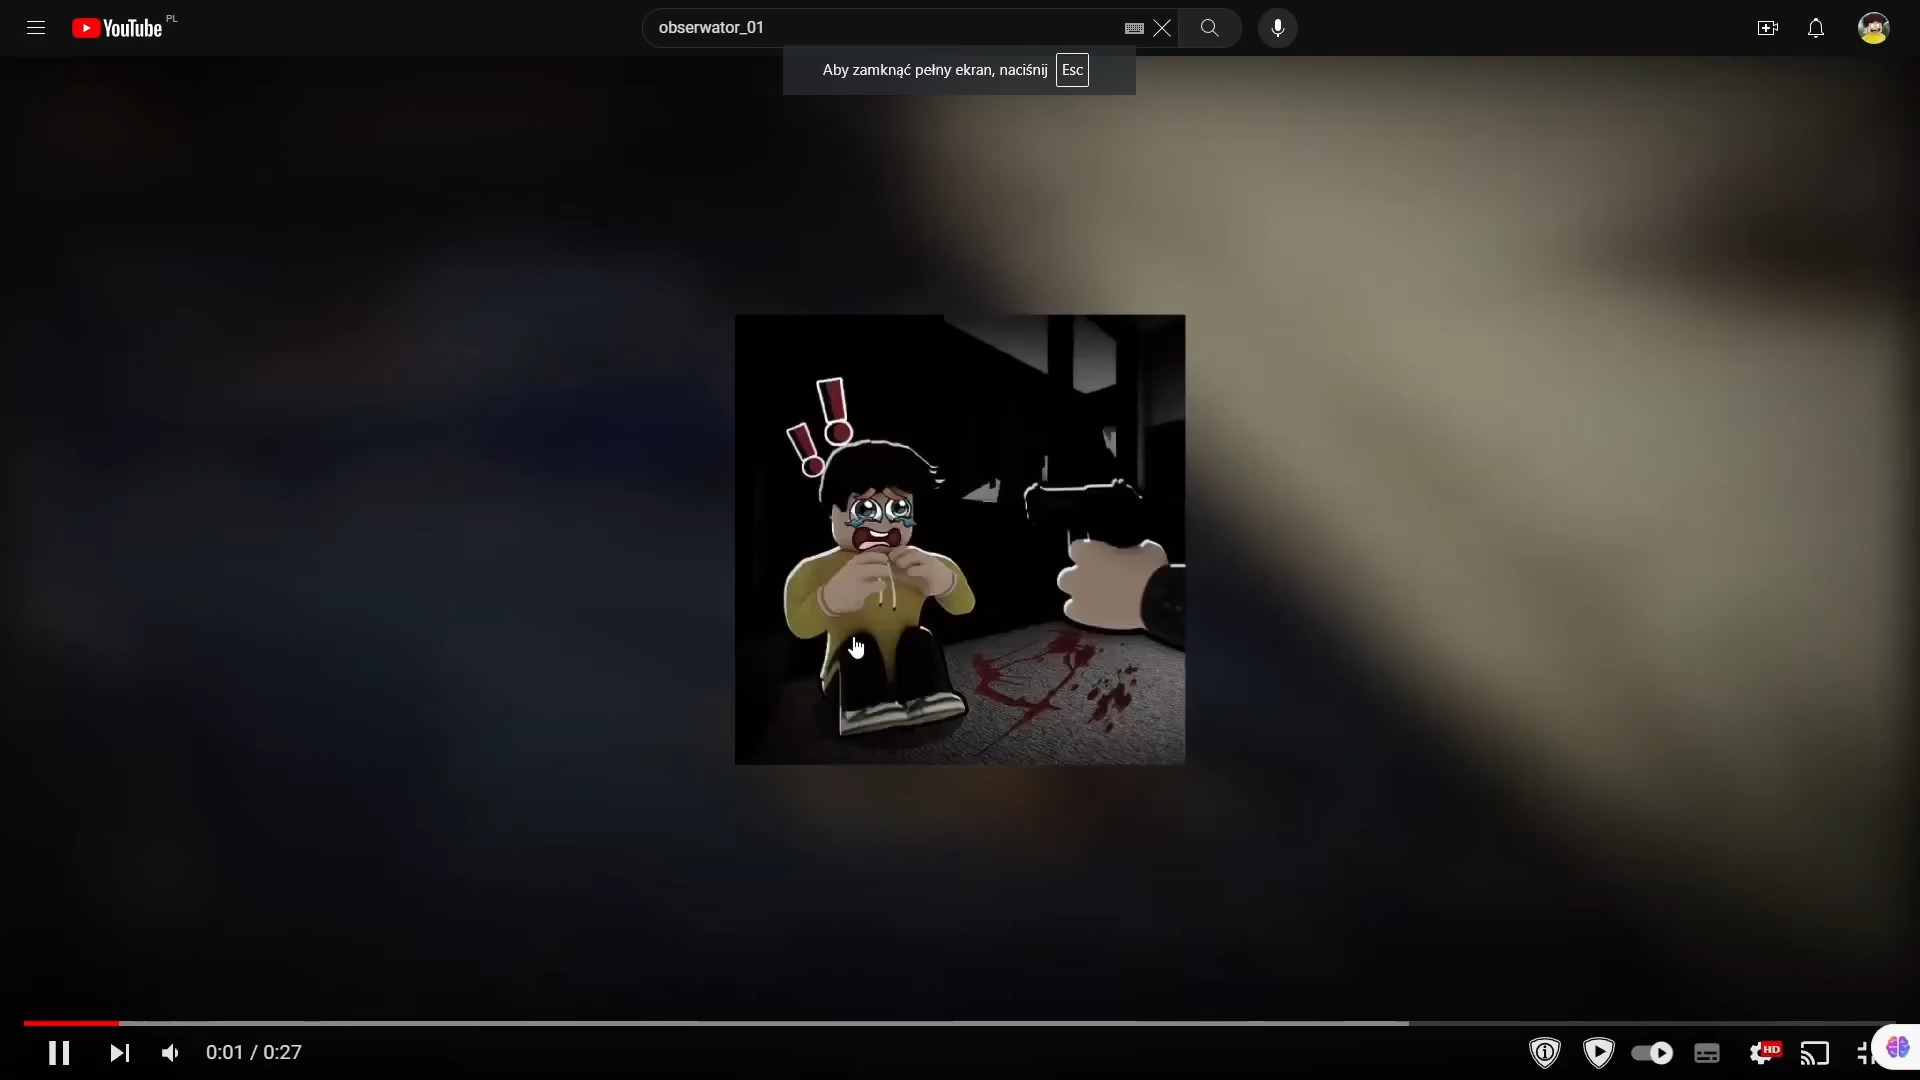 YouTube PL
obserwator_01
Aby zamknąć pełny ekran, naciśnij Esc
0:01 / 0:27
HD